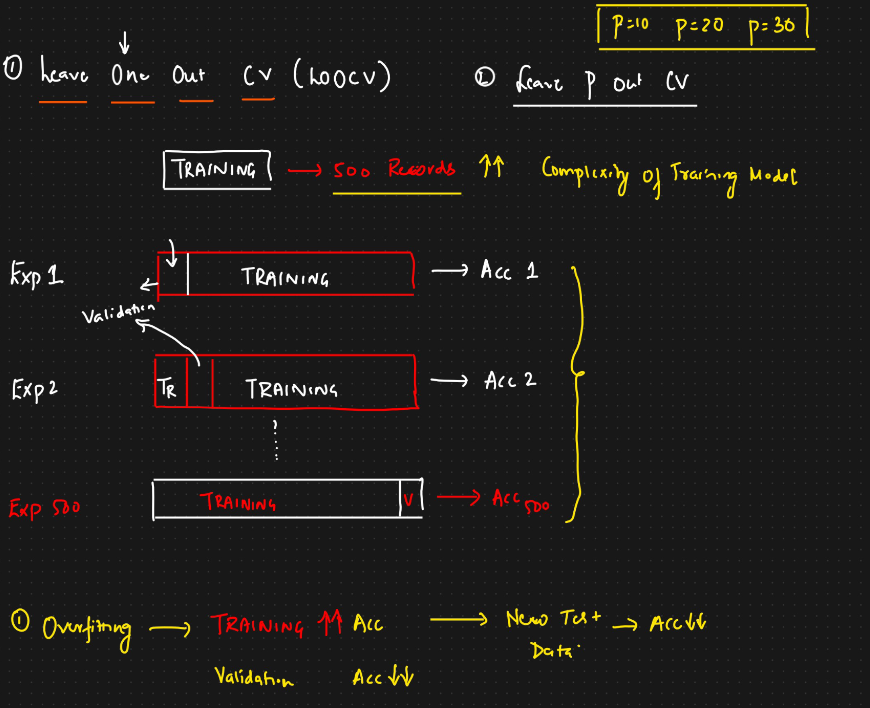 P=10 P=20 P=30
① Leave One Out CV (LOOCV)
② Leave P Out CV
TRAINING → 500 Records ↑↑ Complexity of Training Model
Exp 1 TRAINING → Acc 1
Validation
Exp 2 TR TRAINING → Acc 2
Exp 500 TRAINING V → Acc 500
① Overfitting → TRAINING ↑↑ Acc → New Test Data → Acc ↓↓
Validation Acc ↓↓